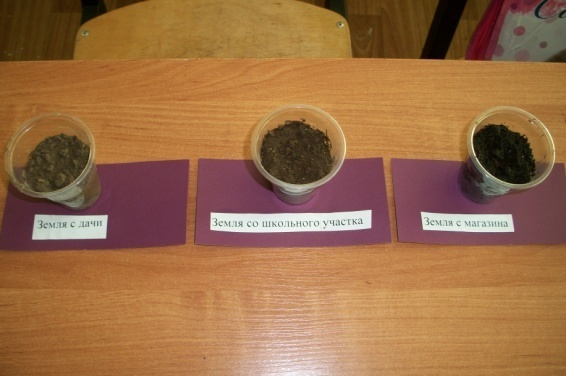 Земля с дачи
Земля со школьного участка
Земля с магазина